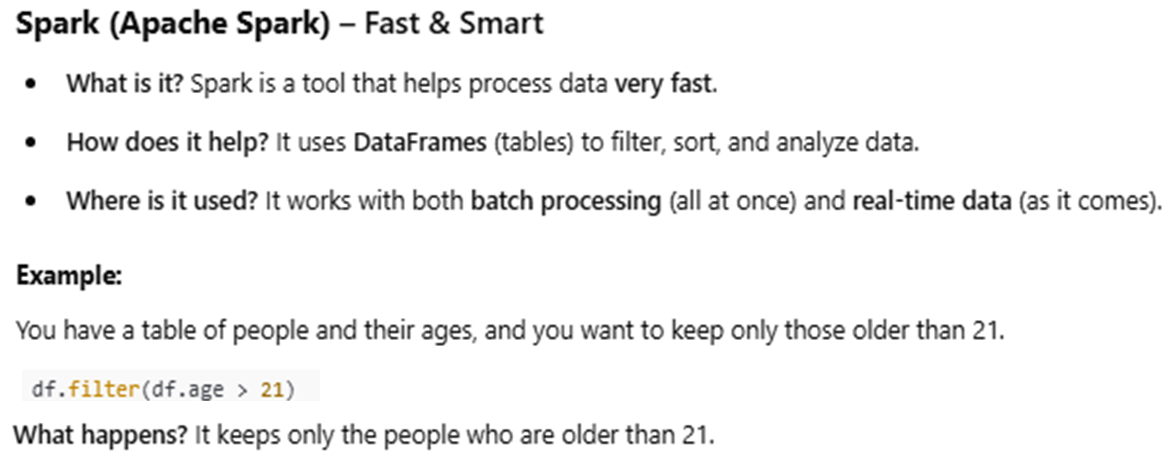 Spark (Apache Spark) – Fast & Smart
• What is it? Spark is a tool that helps process data very fast.
• How does it help? It uses DataFrames (tables) to filter, sort, and analyze data.
• Where is it used? It works with both batch processing (all at once) and real-time data (as it comes).
Example:
You have a table of people and their ages, and you want to keep only those older than 21.
df.filter(df.age > 21)
What happens? It keeps only the people who are older than 21.